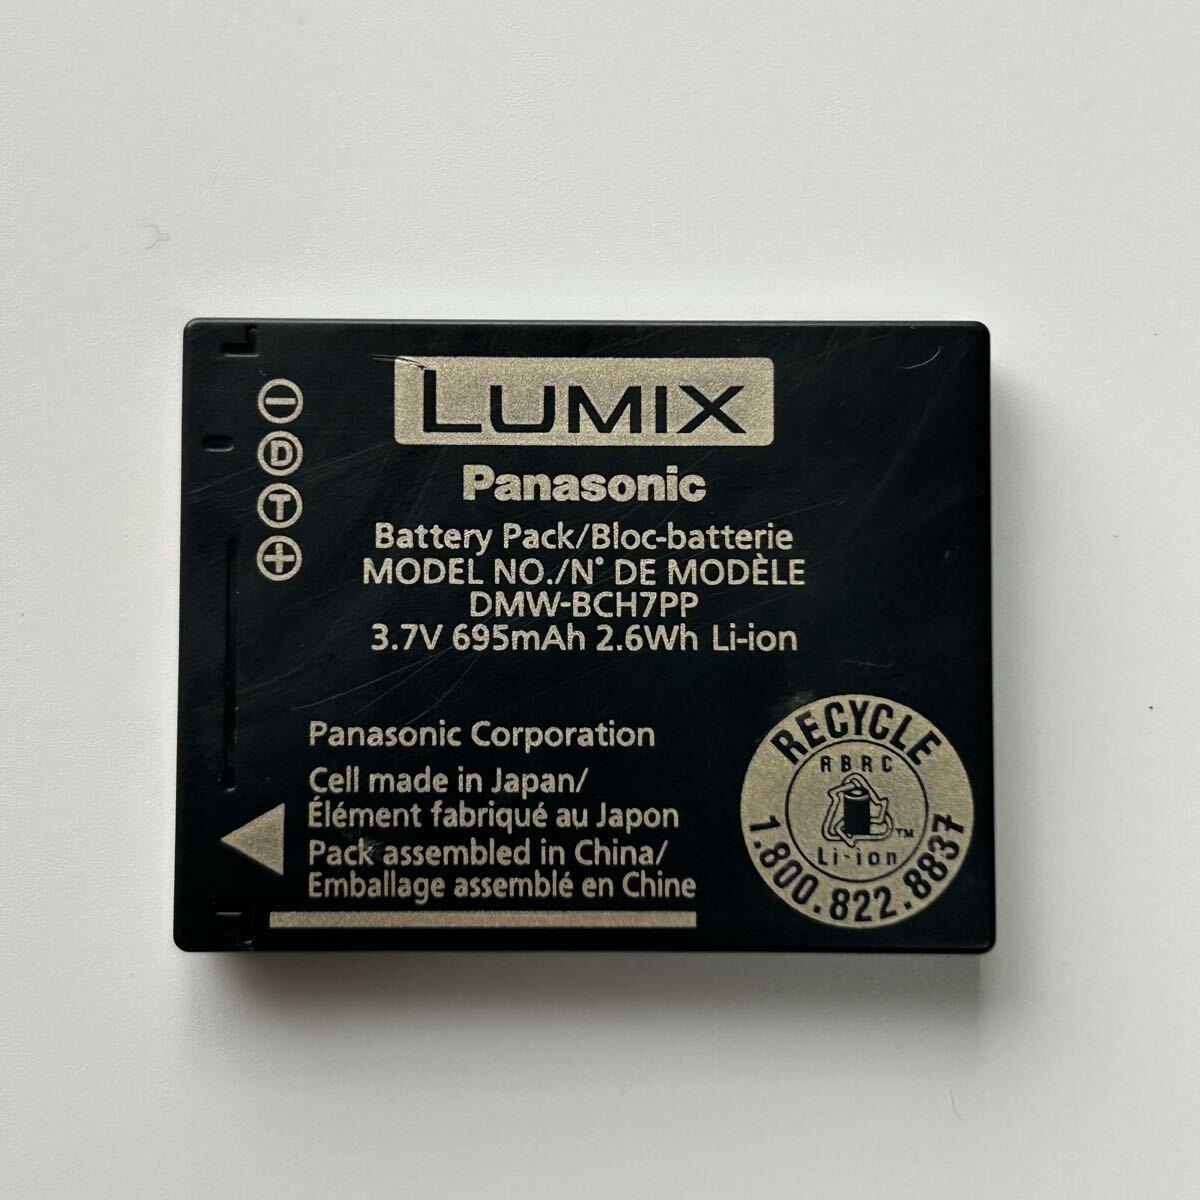 LUMIX
Panasonic
Battery Pack/Bloc-batterie
MODEL NO./N° DE MODÈLE
DMW-BCH7PP
3.7V 695mAh 2.6Wh Li-ion
−
D
T
+
Panasonic Corporation
Cell made in Japan/
Élément fabriqué au Japon
Pack assembled in China/
Emballage assemblé en Chine
RECYCLE
RBRC
TM
Li-ion
1.800.822.8837